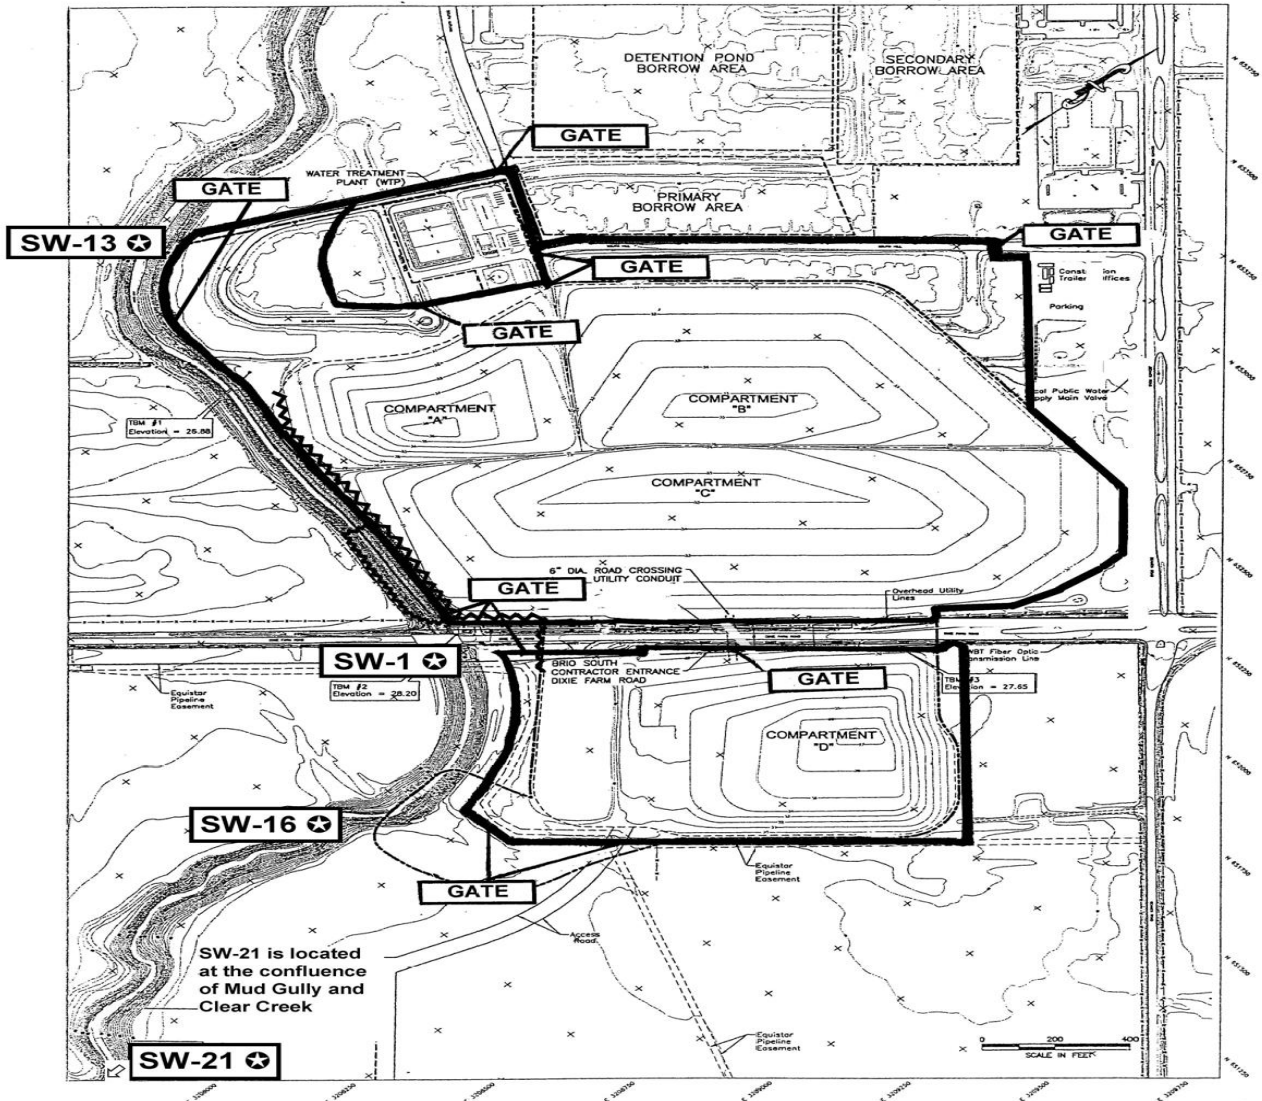 DETENTION POND
BORROW AREA
SECONDARY
BORROW AREA
GATE
WATER TREATMENT
PLANT (WTP)
GATE
PRIMARY
BORROW AREA
SW-13
GATE
GATE
Parking
GATE
COMPARTMENT
"A"
COMPARTMENT
"B"
TBM #1
Elevation = 26.88
COMPARTMENT
"C"
6" DIA. ROAD CROSSING
UTILITY CONDUIT
GATE
Overhead Utility
Lines
SW-1
BRIO SOUTH
CONTRACTOR ENTRANCE
DIXIE FARM ROAD
GATE
TBM #2
Elevation = 28.20
Equistar
Pipeline
Easement
TBM #3
Elevation = 27.65
COMPARTMENT
"D"
SW-16
GATE
Equistar
Pipeline
Easement
Access
Road
SW-21 is located
at the confluence
of Mud Gully and
Clear Creek
Equistar
Pipeline
Easement
SW-21
0 200 400
SCALE IN FEET